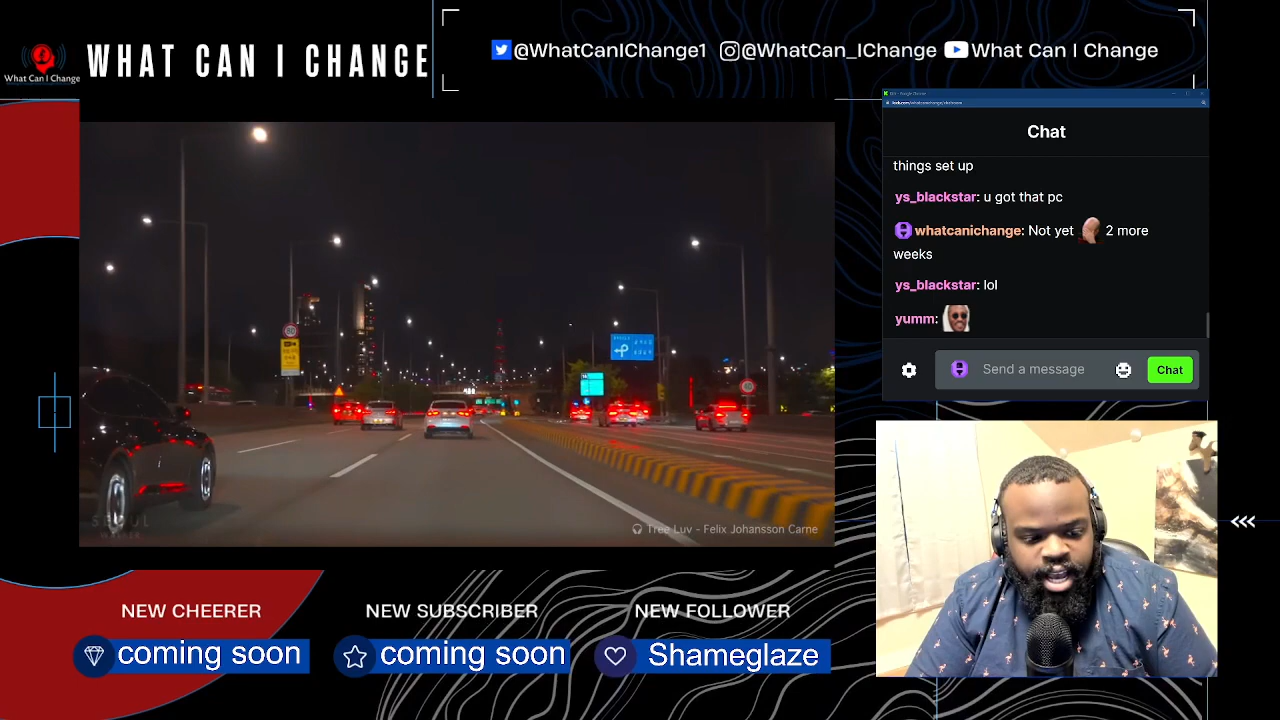 WHAT CAN I CHANGE
What Can I Change
@WhatCanIChange1
@WhatCan_IChange
What Can I Change
Chat
things set up
ys_blackstar: u got that pc
whatcanichange: Not yet 2 more
weeks
ys_blackstar: lol
yumm:
Send a message
Chat
80
SEOUL
Tree Luv - Felix Johansson Carne
NEW CHEERER
NEW SUBSCRIBER
NEW FOLLOWER
coming soon
coming soon
Shameglaze